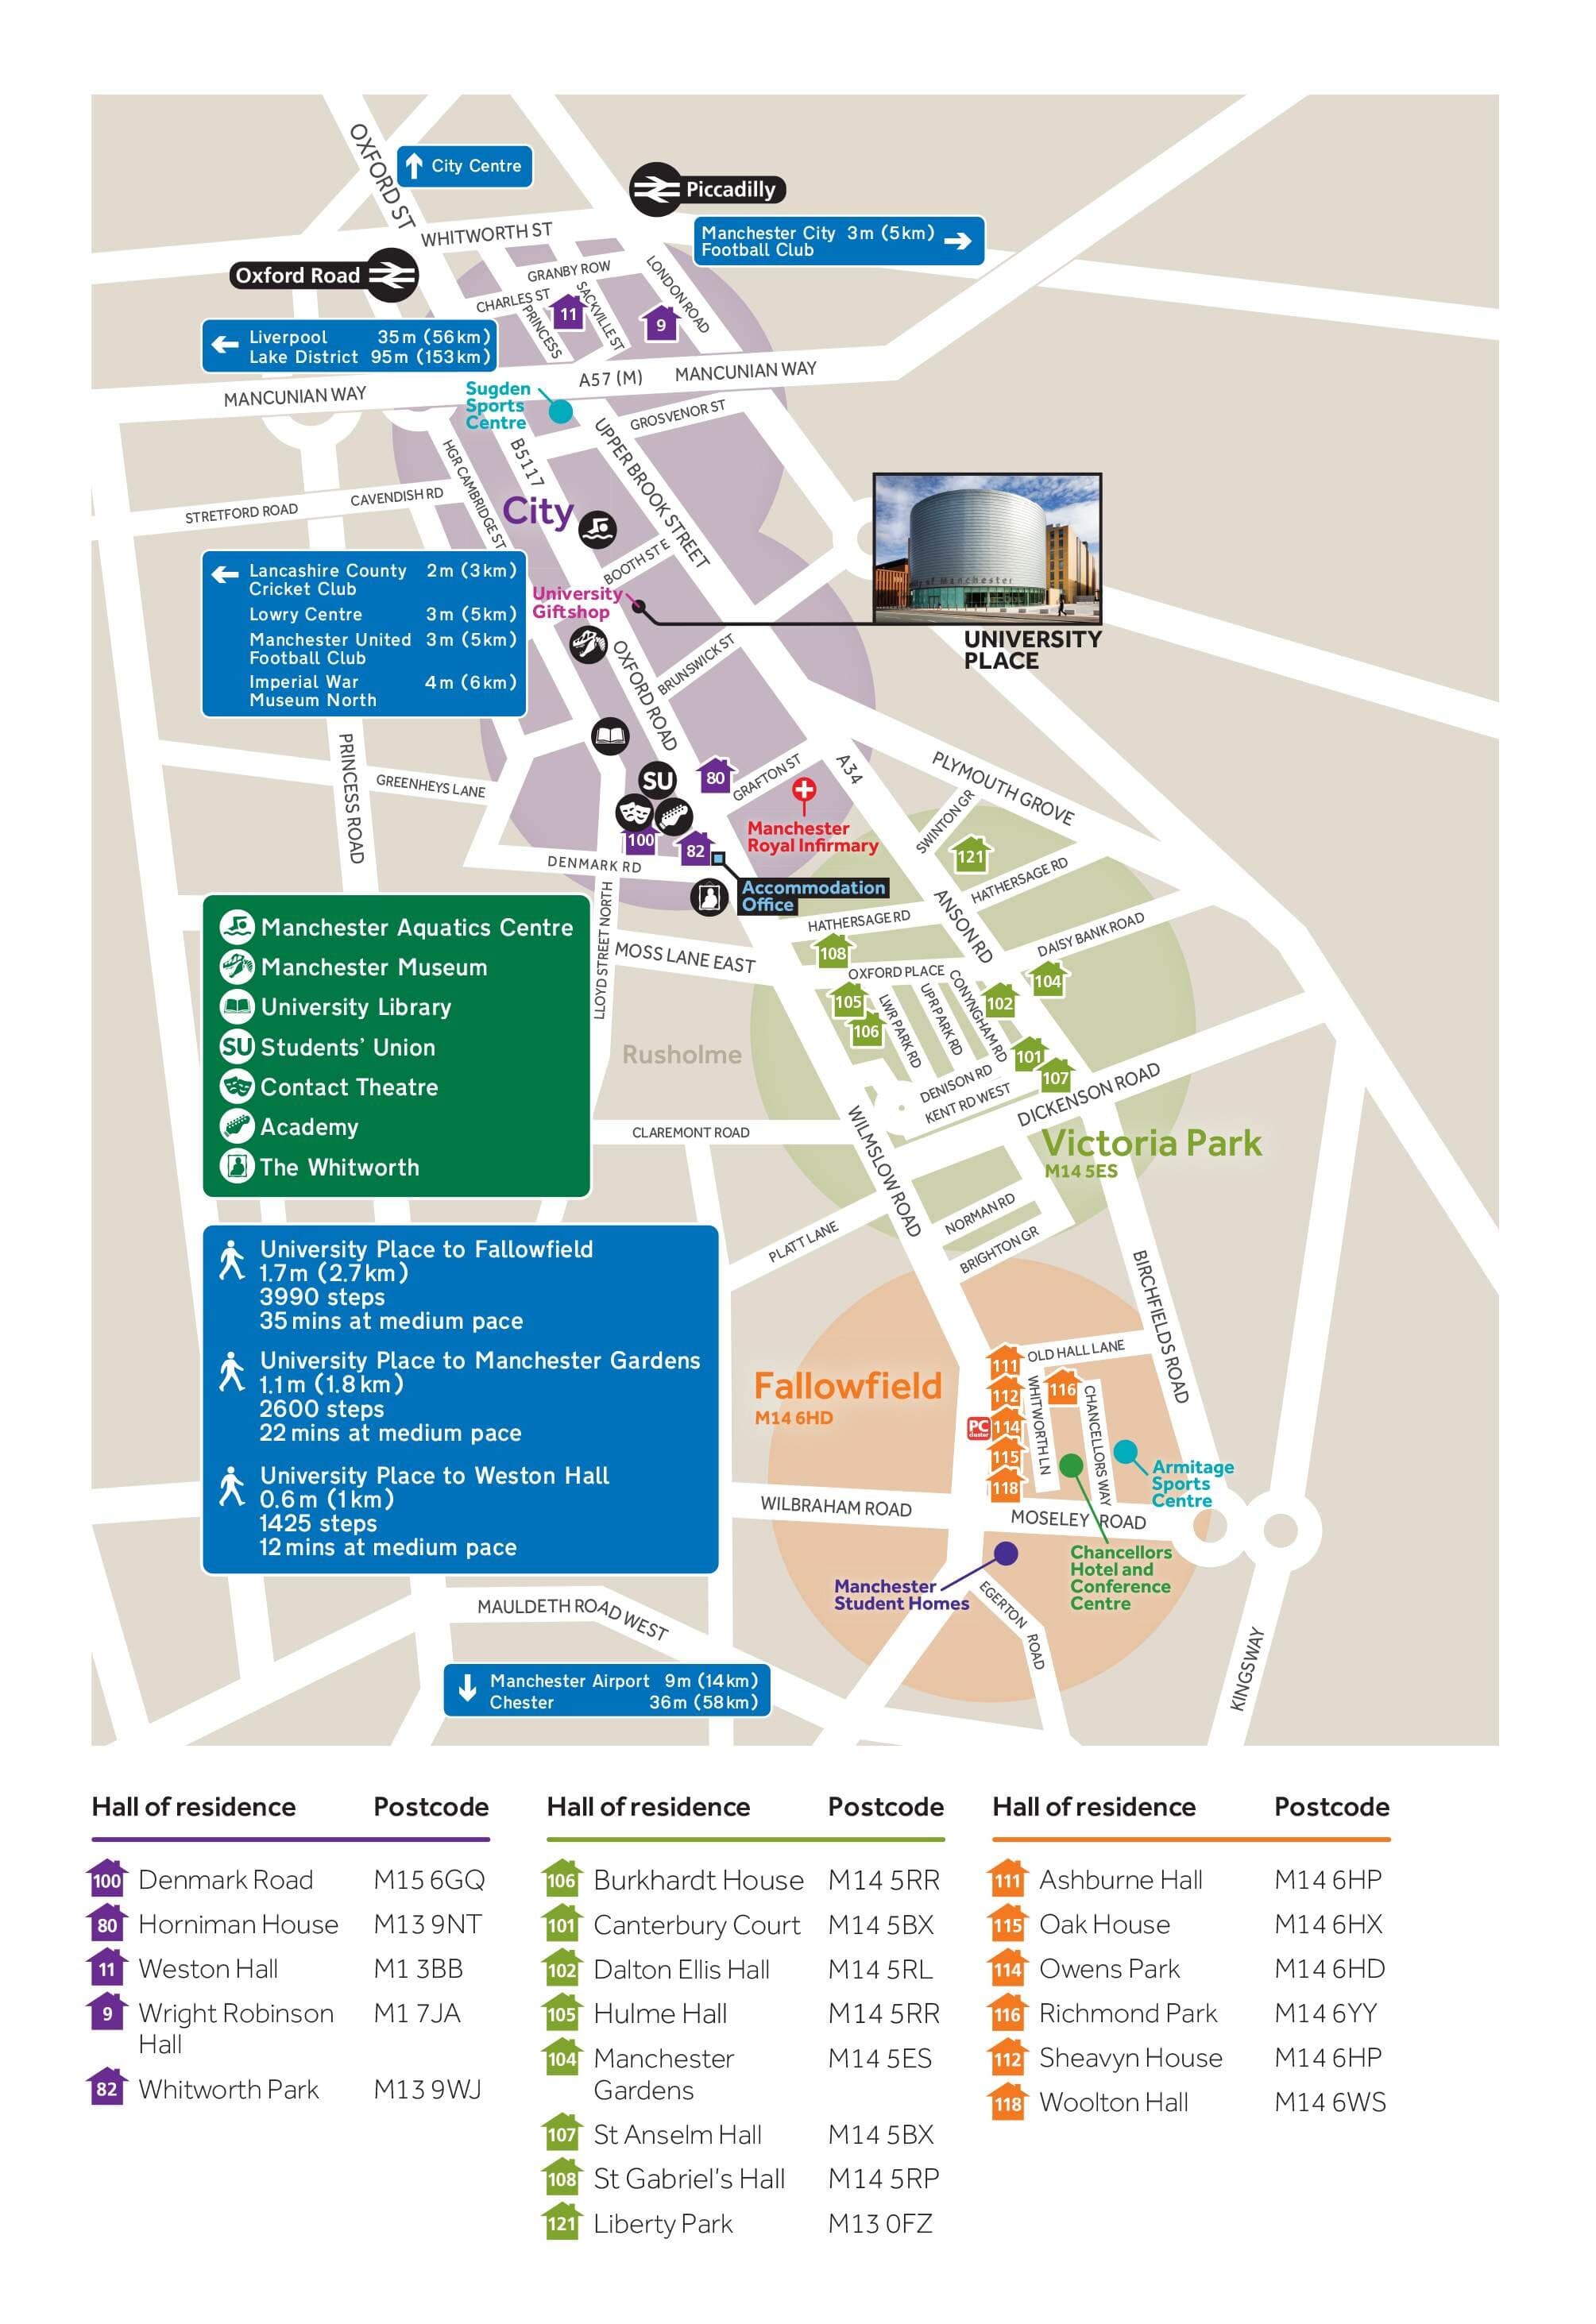 OXFORD ST
City Centre
Piccadilly
WHITWORTH ST
Manchester City 3m (5km)
Football Club
Oxford Road
GRANBY ROW
LONDON ROAD
CHARLES ST
SACKVILLE ST
PRINCESS
11
9
Liverpool 35m (56km)
Lake District 95m (153km)
A57 (M)
MANCUNIAN WAY
MANCUNIAN WAY
Sugden
Sports
Centre
GROSVENOR ST
HGR CAMBRIDGE ST
B5117
UPPER BROOK STREET
CAVENDISH RD
STRETFORD ROAD
City
BOOTH ST E
Lancashire County 2m (3km)
Cricket Club
Lowry Centre 3m (5km)
Manchester United 3m (5km)
Football Club
Imperial War 4m (6km)
Museum North
University
Giftshop
of Manchester
UNIVERSITY
PLACE
OXFORD ROAD
BRUNSWICK ST
PRINCESS ROAD
GREENHEYS LANE
SU
80
GRAFTON ST
A34
PLYMOUTH GROVE
SWINTON GR
Manchester
Royal Infirmary
100
82
121
DENMARK RD
Accommodation
Office
HATHERSAGE RD
HATHERSAGE RD
ANSON RD
DAISY BANK ROAD
LLOYD STREET NORTH
MOSS LANE EAST
108
OXFORD PLACE
CONYNGHAM RD
104
105
102
106
LWR PARK RD
UPR PARK RD
101
107
Manchester Aquatics Centre
Manchester Museum
University Library
SU Students' Union
Contact Theatre
Academy
The Whitworth
Rusholme
DENISON RD
KENT RD WEST
DICKENSON ROAD
CLAREMONT ROAD
WILMSLOW ROAD
Victoria Park
M14 5ES
NORMAN RD
PLATT LANE
BRIGHTON GR
BIRCHFIELDS ROAD
University Place to Fallowfield
1.7m (2.7km)
3990 steps
35 mins at medium pace
University Place to Manchester Gardens
1.1m (1.8km)
2600 steps
22 mins at medium pace
University Place to Weston Hall
0.6m (1km)
1425 steps
12 mins at medium pace
Fallowfield
M14 6HD
111
OLD HALL LANE
112
116
WHITWORTH LN
CHANCELLORS WAY
PC
cluster
114
115
118
Armitage
Sports
Centre
WILBRAHAM ROAD
MOSELEY ROAD
Chancellors
Hotel and
Conference
Centre
Manchester
Student Homes
EGERTON ROAD
MAULDETH ROAD WEST
KINGSWAY
Manchester Airport 9m (14km)
Chester 36m (58km)
Hall of residence Postcode
100 Denmark Road M15 6GQ
80 Horniman House M13 9NT
11 Weston Hall M1 3BB
9 Wright Robinson M1 7JA
Hall
82 Whitworth Park M13 9WJ
Hall of residence Postcode
106 Burkhardt House M14 5RR
101 Canterbury Court M14 5BX
102 Dalton Ellis Hall M14 5RL
105 Hulme Hall M14 5RR
104 Manchester M14 5ES
Gardens
107 St Anselm Hall M14 5BX
108 St Gabriel's Hall M14 5RP
121 Liberty Park M13 0FZ
Hall of residence Postcode
111 Ashburne Hall M14 6HP
115 Oak House M14 6HX
114 Owens Park M14 6HD
116 Richmond Park M14 6YY
112 Sheavyn House M14 6HP
118 Woolton Hall M14 6WS